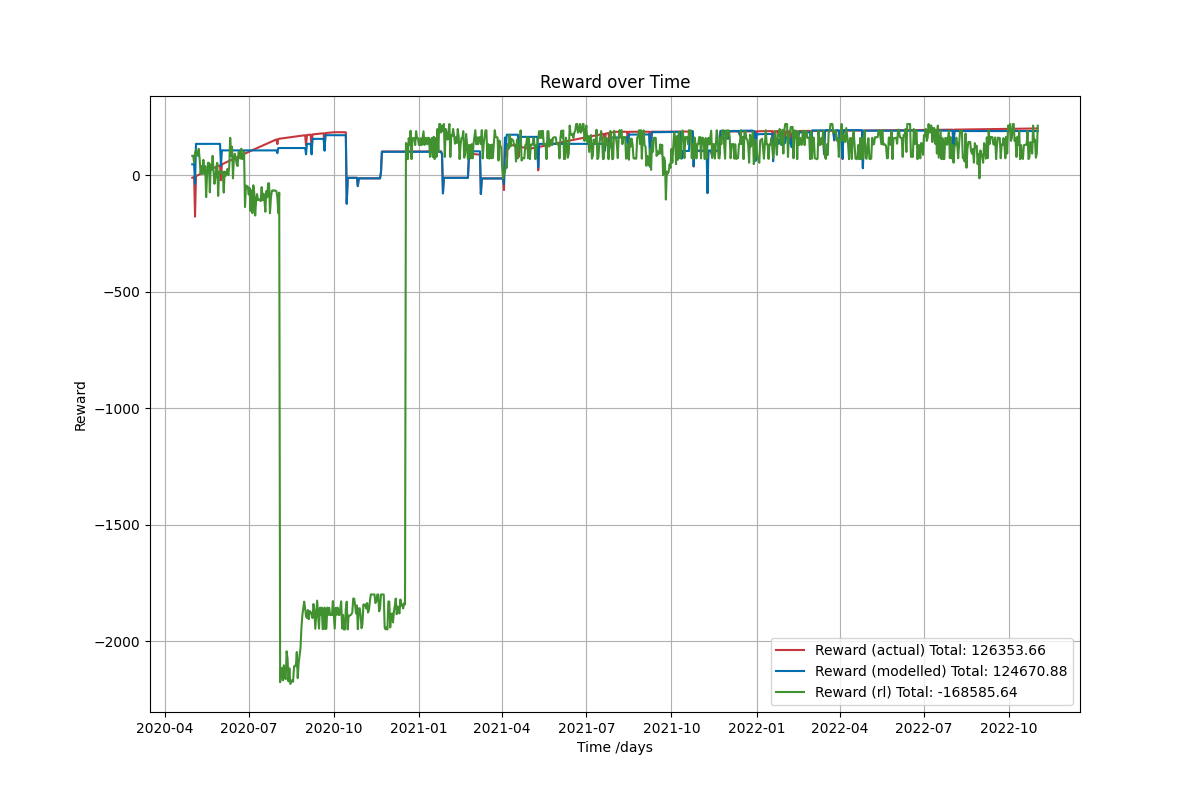 Reward over Time
Reward
0
−500
−1000
−1500
−2000
2020-04
2020-07
2020-10
2021-01
2021-04
2021-07
2021-10
2022-01
2022-04
2022-07
2022-10
Time /days
Reward (actual) Total: 126353.66
Reward (modelled) Total: 124670.88
Reward (rl) Total: -168585.64